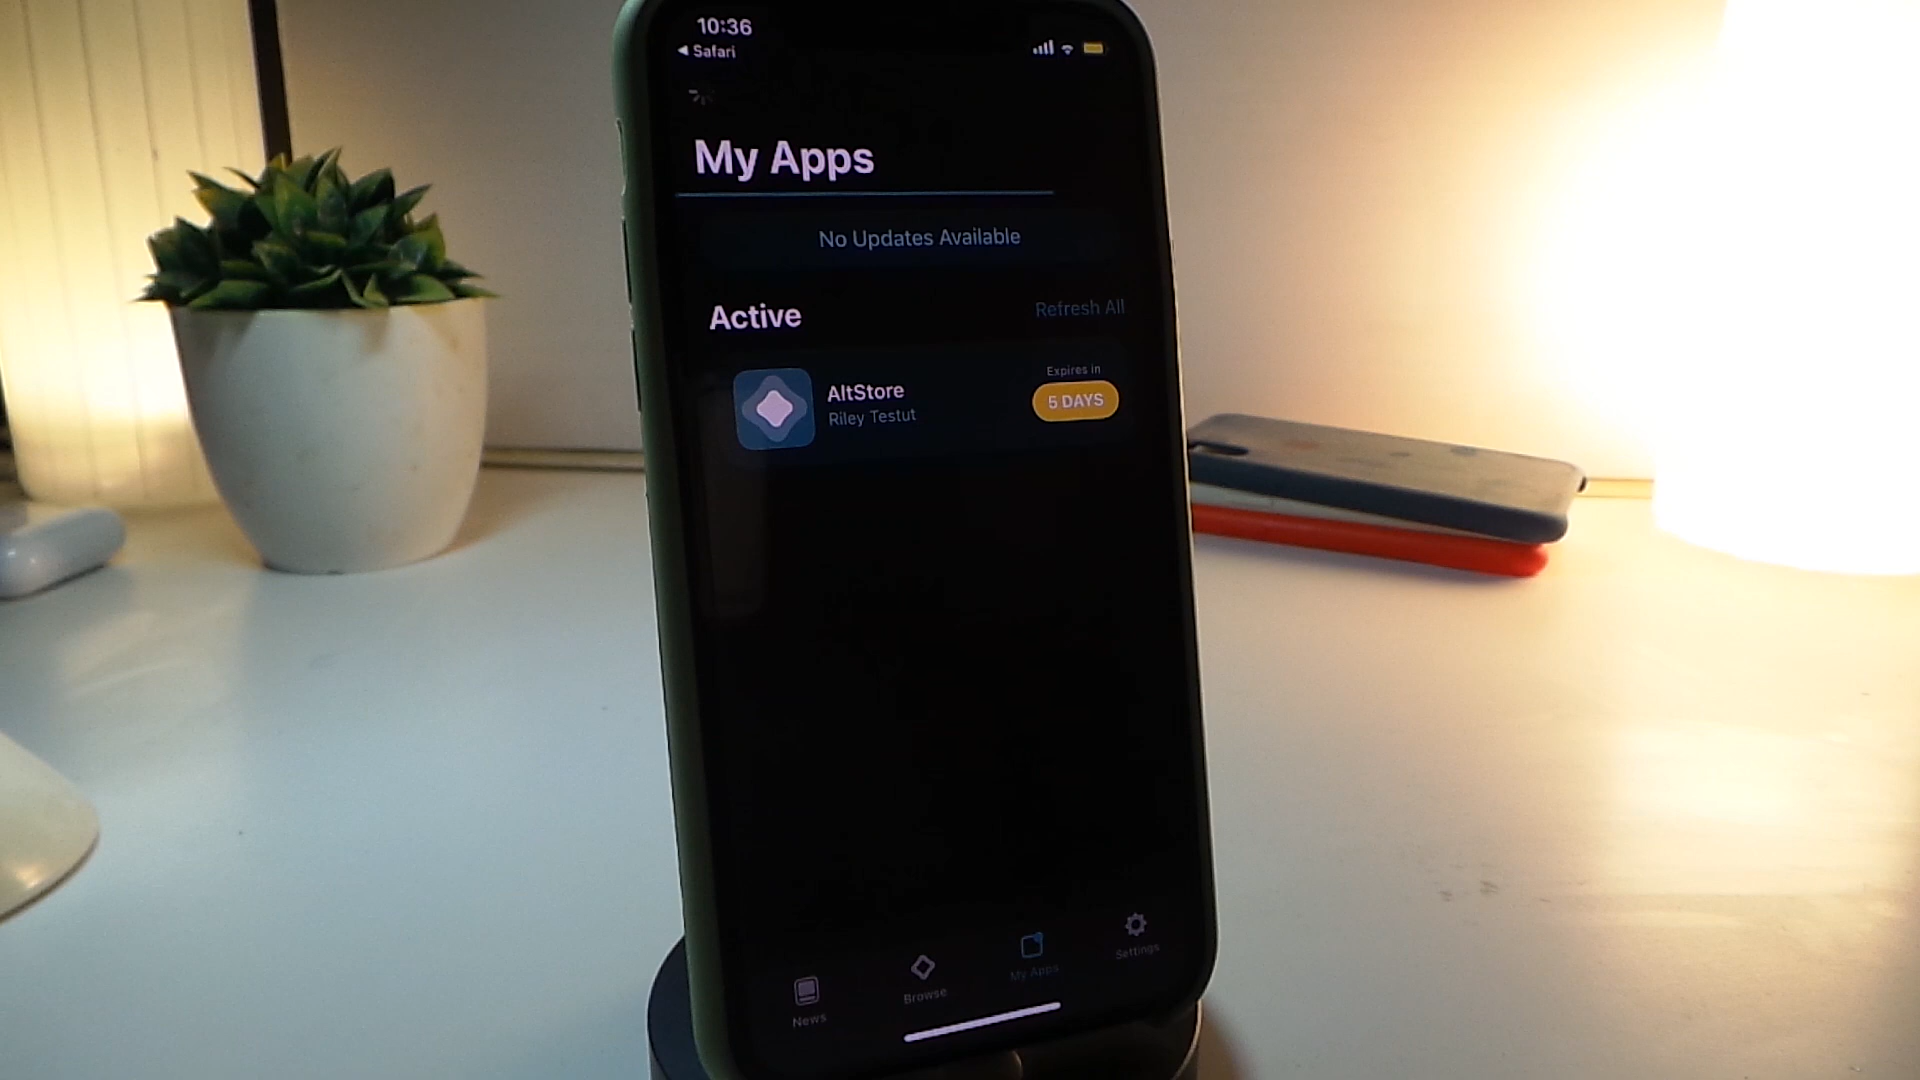 10:36
Safari
My Apps
No Updates Available
Active
Refresh All
AltStore
Riley Testut
Expires in
5 DAYS
News
Browse
My Apps
Settings